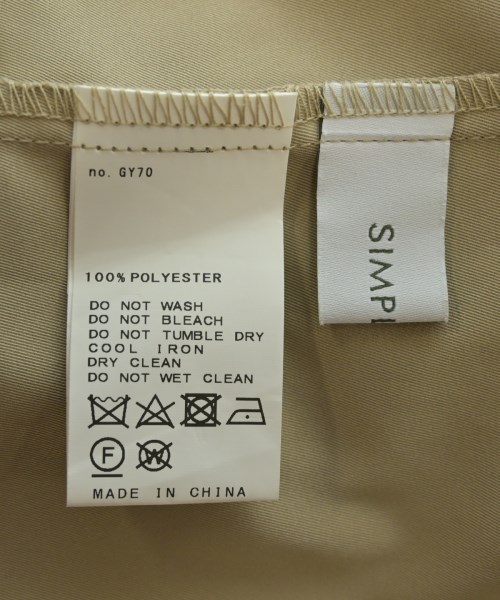 no. GY70
100% POLYESTER
DO NOT WASH
DO NOT BLEACH
DO NOT TUMBLE DRY
COOL IRON
DRY CLEAN
DO NOT WET CLEAN
F W
MADE IN CHINA
SIMPL